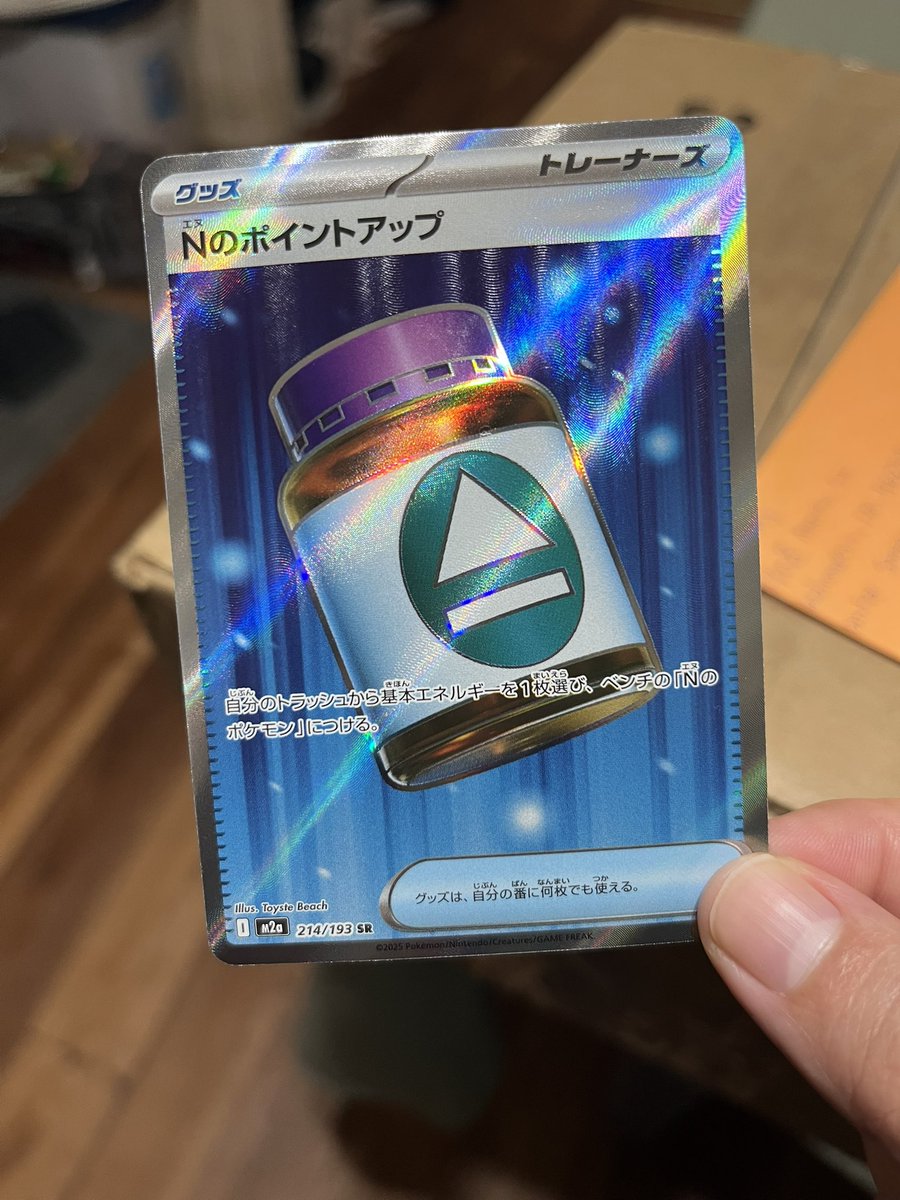 グッズ
トレーナーズ
エヌ
Nのポイントアップ
じぶん きほん まいえら エヌ
自分のトラッシュから基本エネルギーを1枚選び、ベンチの「Nの
ポケモン」につける。
じぶん ばん なんまい つか
グッズは、自分の番に何枚でも使える。
Illus. Toyste Beach
I m2a 214/193 SR
©2025 Pokémon/Nintendo/Creatures/GAME FREAK